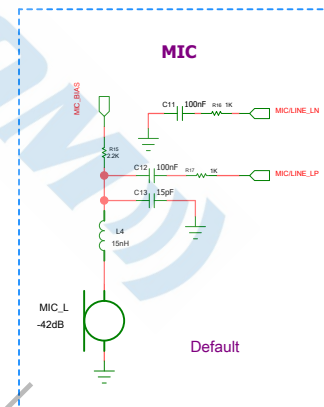 MIC
MIC_BIAS
C11 100nF R16 1K
MIC/LINE_LN
R15
2.2K
C12 100nF R17 1K
MIC/LINE_LP
C13 15pF
L4
15nH
MIC_L
-42dB
Default